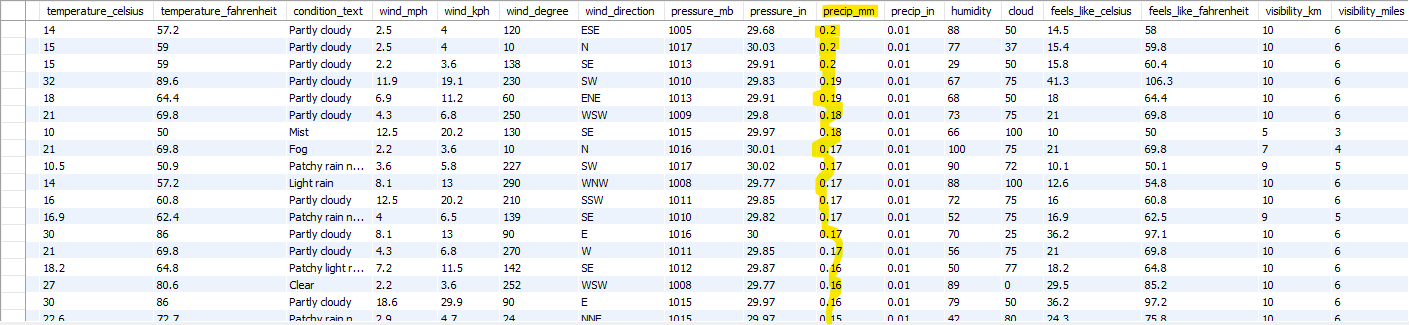 temperature_celsius temperature_fahrenheit condition_text wind_mph wind_kph wind_degree wind_direction pressure_mb pressure_in precip_mm precip_in humidity cloud feels_like_celsius feels_like_fahrenheit visibility_km visibility_miles
14 57.2 Partly cloudy 2.5 4 120 ESE 1005 29.68 0.2 0.01 88 50 14.5 58 10 6
15 59 Partly cloudy 2.5 4 10 N 1017 30.03 0.2 0.01 77 37 15.4 59.8 10 6
15 59 Partly cloudy 2.2 3.6 138 SE 1013 29.91 0.2 0.01 29 50 15.8 60.4 10 6
32 89.6 Partly cloudy 11.9 19.1 230 SW 1010 29.83 0.19 0.01 67 75 41.3 106.3 10 6
18 64.4 Partly cloudy 6.9 11.2 60 ENE 1013 29.91 0.19 0.01 68 50 18 64.4 10 6
21 69.8 Partly cloudy 4.3 6.8 250 WSW 1009 29.8 0.18 0.01 73 75 21 69.8 10 6
10 50 Mist 12.5 20.2 130 SE 1015 29.97 0.18 0.01 66 100 10 50 5 3
21 69.8 Fog 2.2 3.6 10 N 1016 30.01 0.17 0.01 100 75 21 69.8 7 4
10.5 50.9 Patchy rain n... 3.6 5.8 227 SW 1017 30.02 0.17 0.01 90 72 10.1 50.1 9 5
14 57.2 Light rain 8.1 13 290 WNW 1008 29.77 0.17 0.01 88 100 12.6 54.8 10 6
16 60.8 Partly cloudy 12.5 20.2 210 SSW 1011 29.85 0.17 0.01 72 75 16 60.8 10 6
16.9 62.4 Patchy rain n... 4 6.5 139 SE 1010 29.82 0.17 0.01 52 75 16.9 62.5 9 5
30 86 Partly cloudy 8.1 13 90 E 1016 30 0.17 0.01 70 25 36.2 97.1 10 6
21 69.8 Partly cloudy 4.3 6.8 270 W 1011 29.85 0.17 0.01 56 75 21 69.8 10 6
18.2 64.8 Patchy light r... 7.2 11.5 142 SE 1012 29.87 0.16 0.01 50 77 18.2 64.8 10 6
27 80.6 Clear 2.2 3.6 252 WSW 1008 29.77 0.16 0.01 89 0 29.5 85.2 10 6
30 86 Partly cloudy 18.6 29.9 90 E 1015 29.97 0.16 0.01 79 50 36.2 97.2 10 6
22.6 72.7 Patchy rain n... 2.9 4.7 24 NNE 1015 29.97 0.15 0.01 42 80 24.3 75.8 10 6